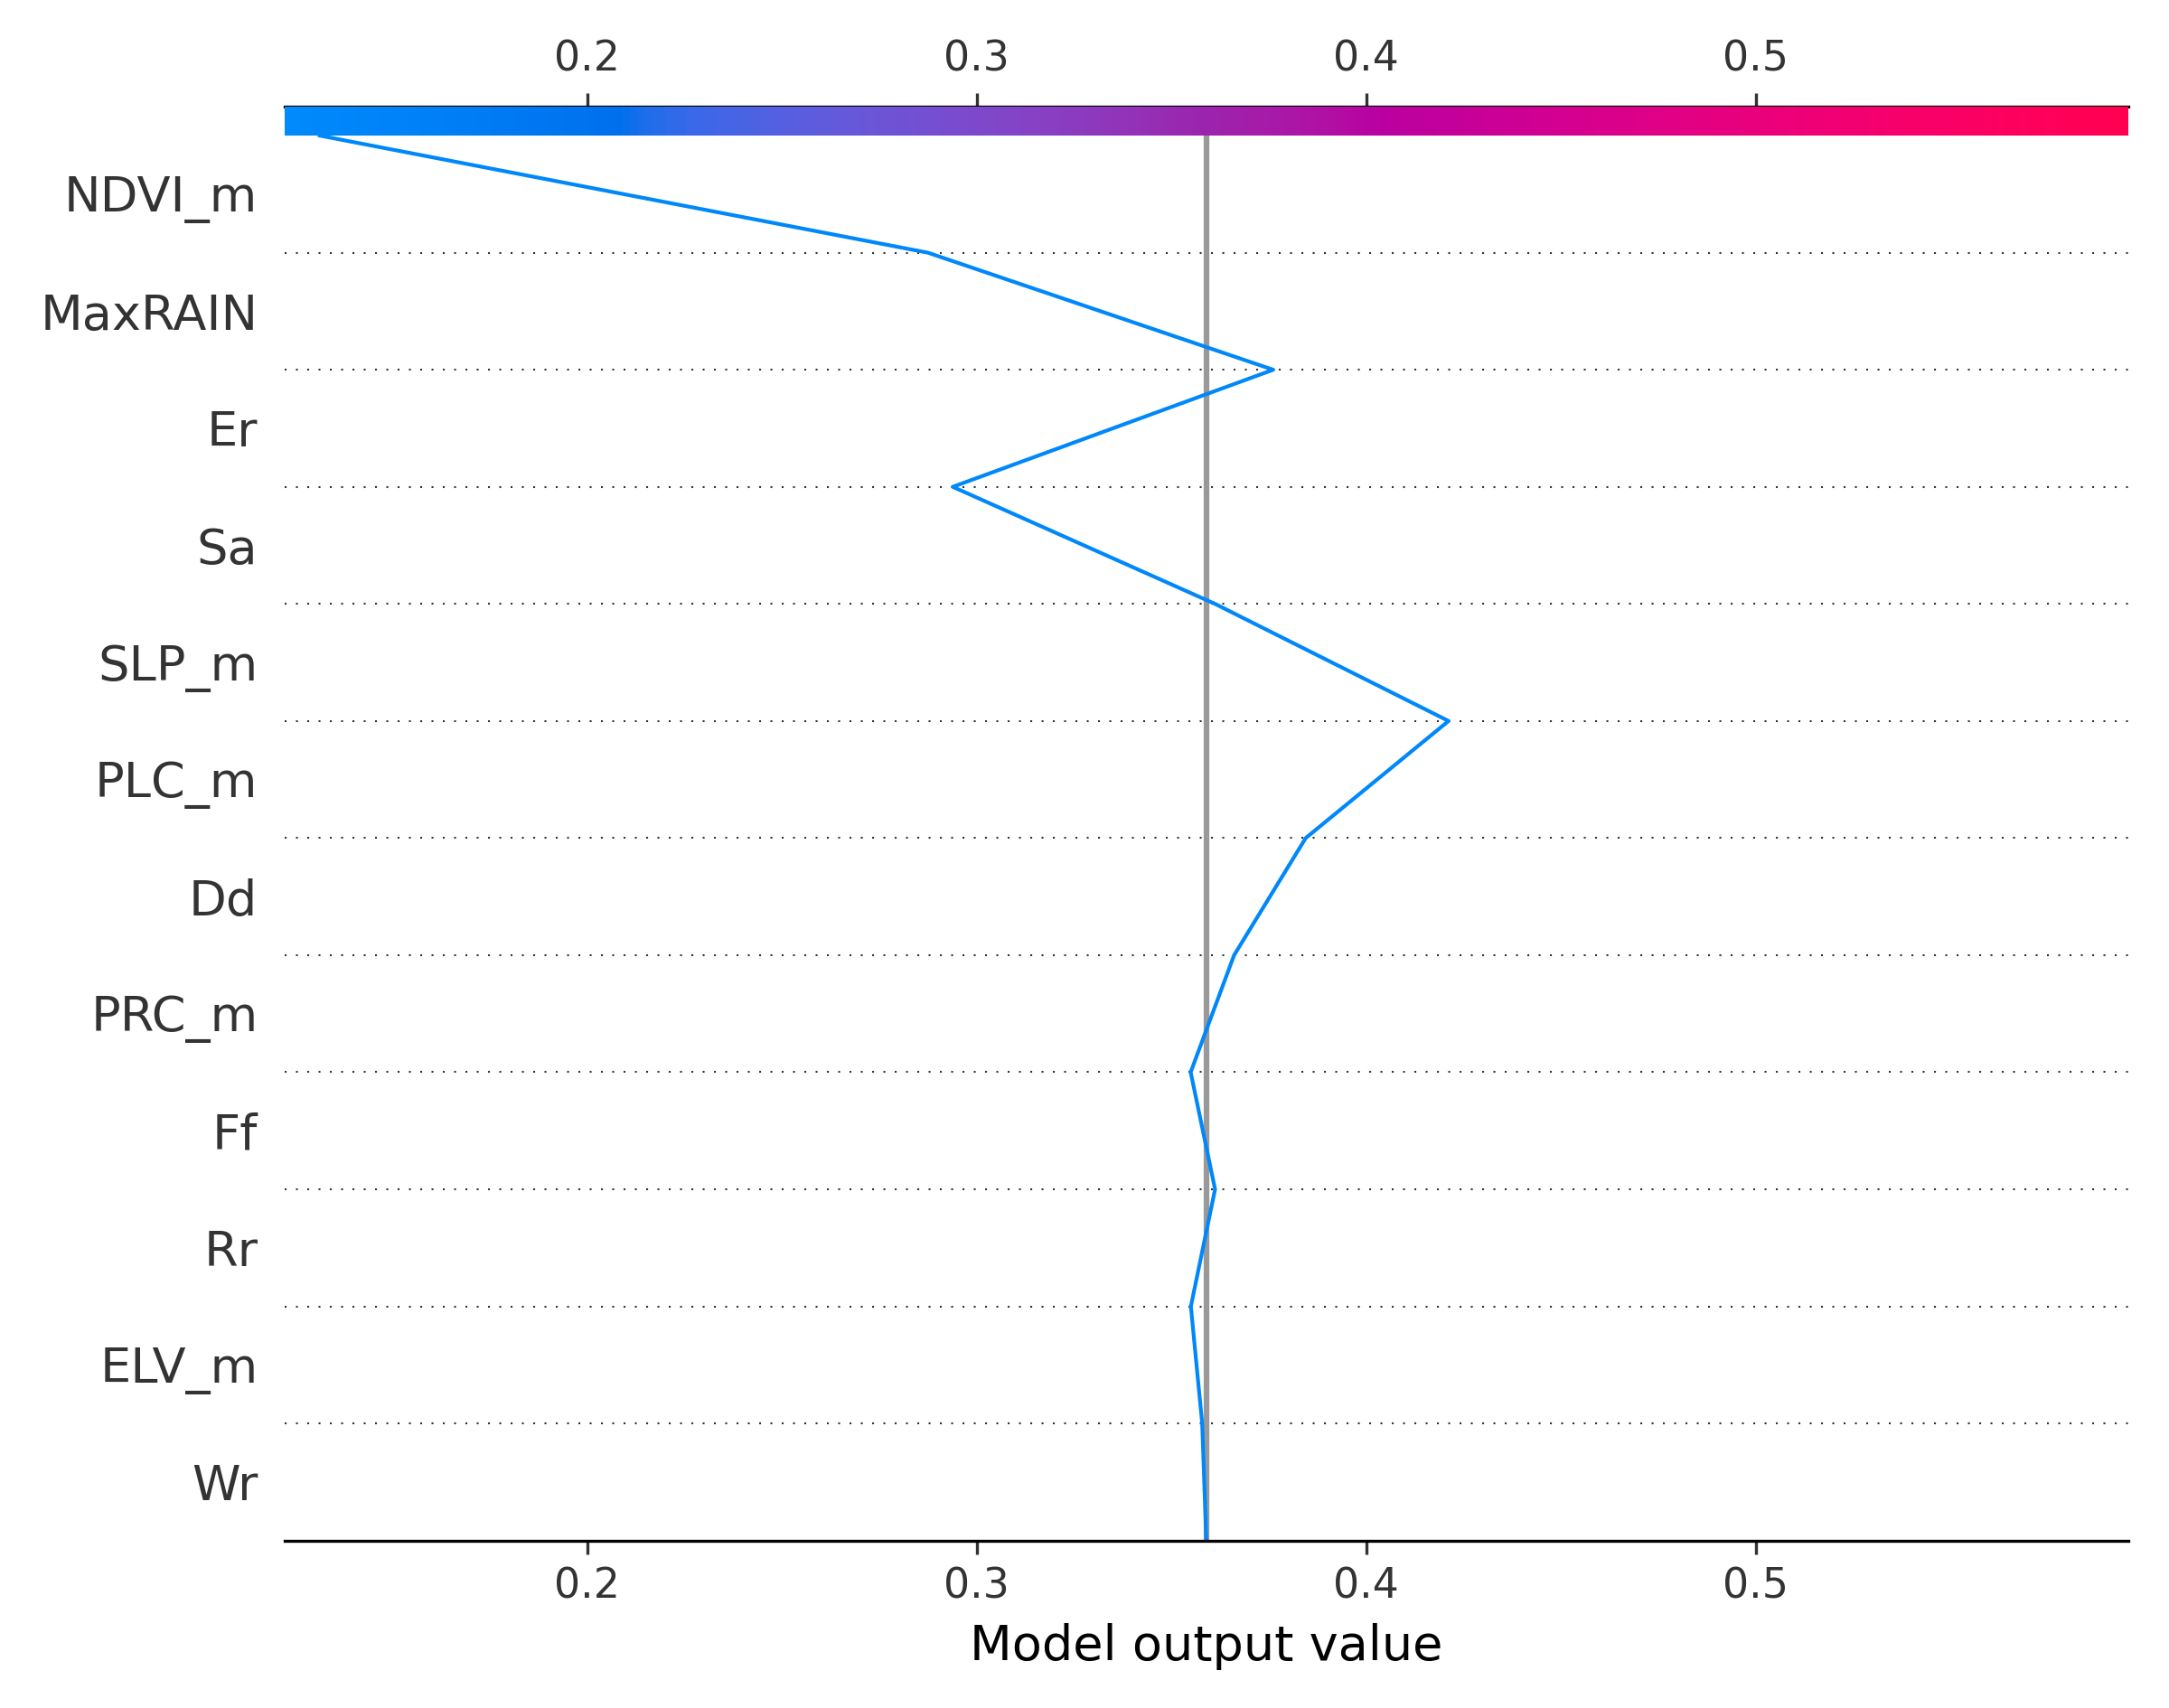 0.2 0.3 0.4 0.5
NDVI_m
MaxRAIN
Er
Sa
SLP_m
PLC_m
Dd
PRC_m
Ff
Rr
ELV_m
Wr
0.2 0.3 0.4 0.5
Model output value